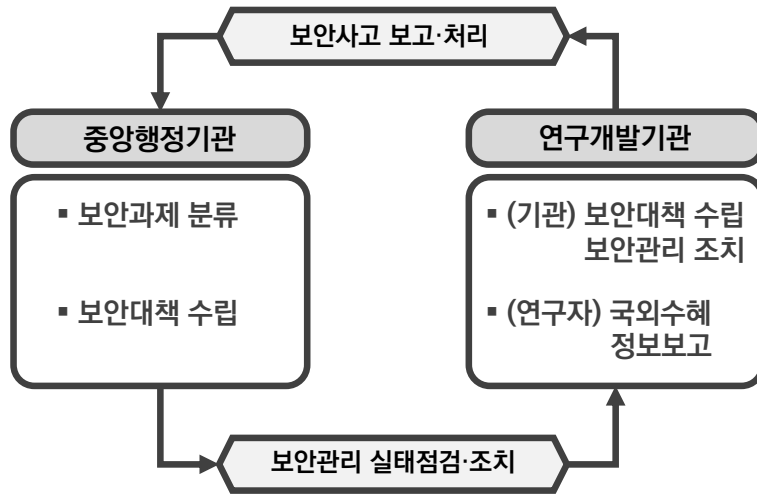 보안사고 보고·처리
중앙행정기관
▪ 보안과제 분류
▪ 보안대책 수립
연구개발기관
▪ (기관) 보안대책 수립
보안관리 조치
▪ (연구자) 국외수혜
정보보고
보안관리 실태점검·조치